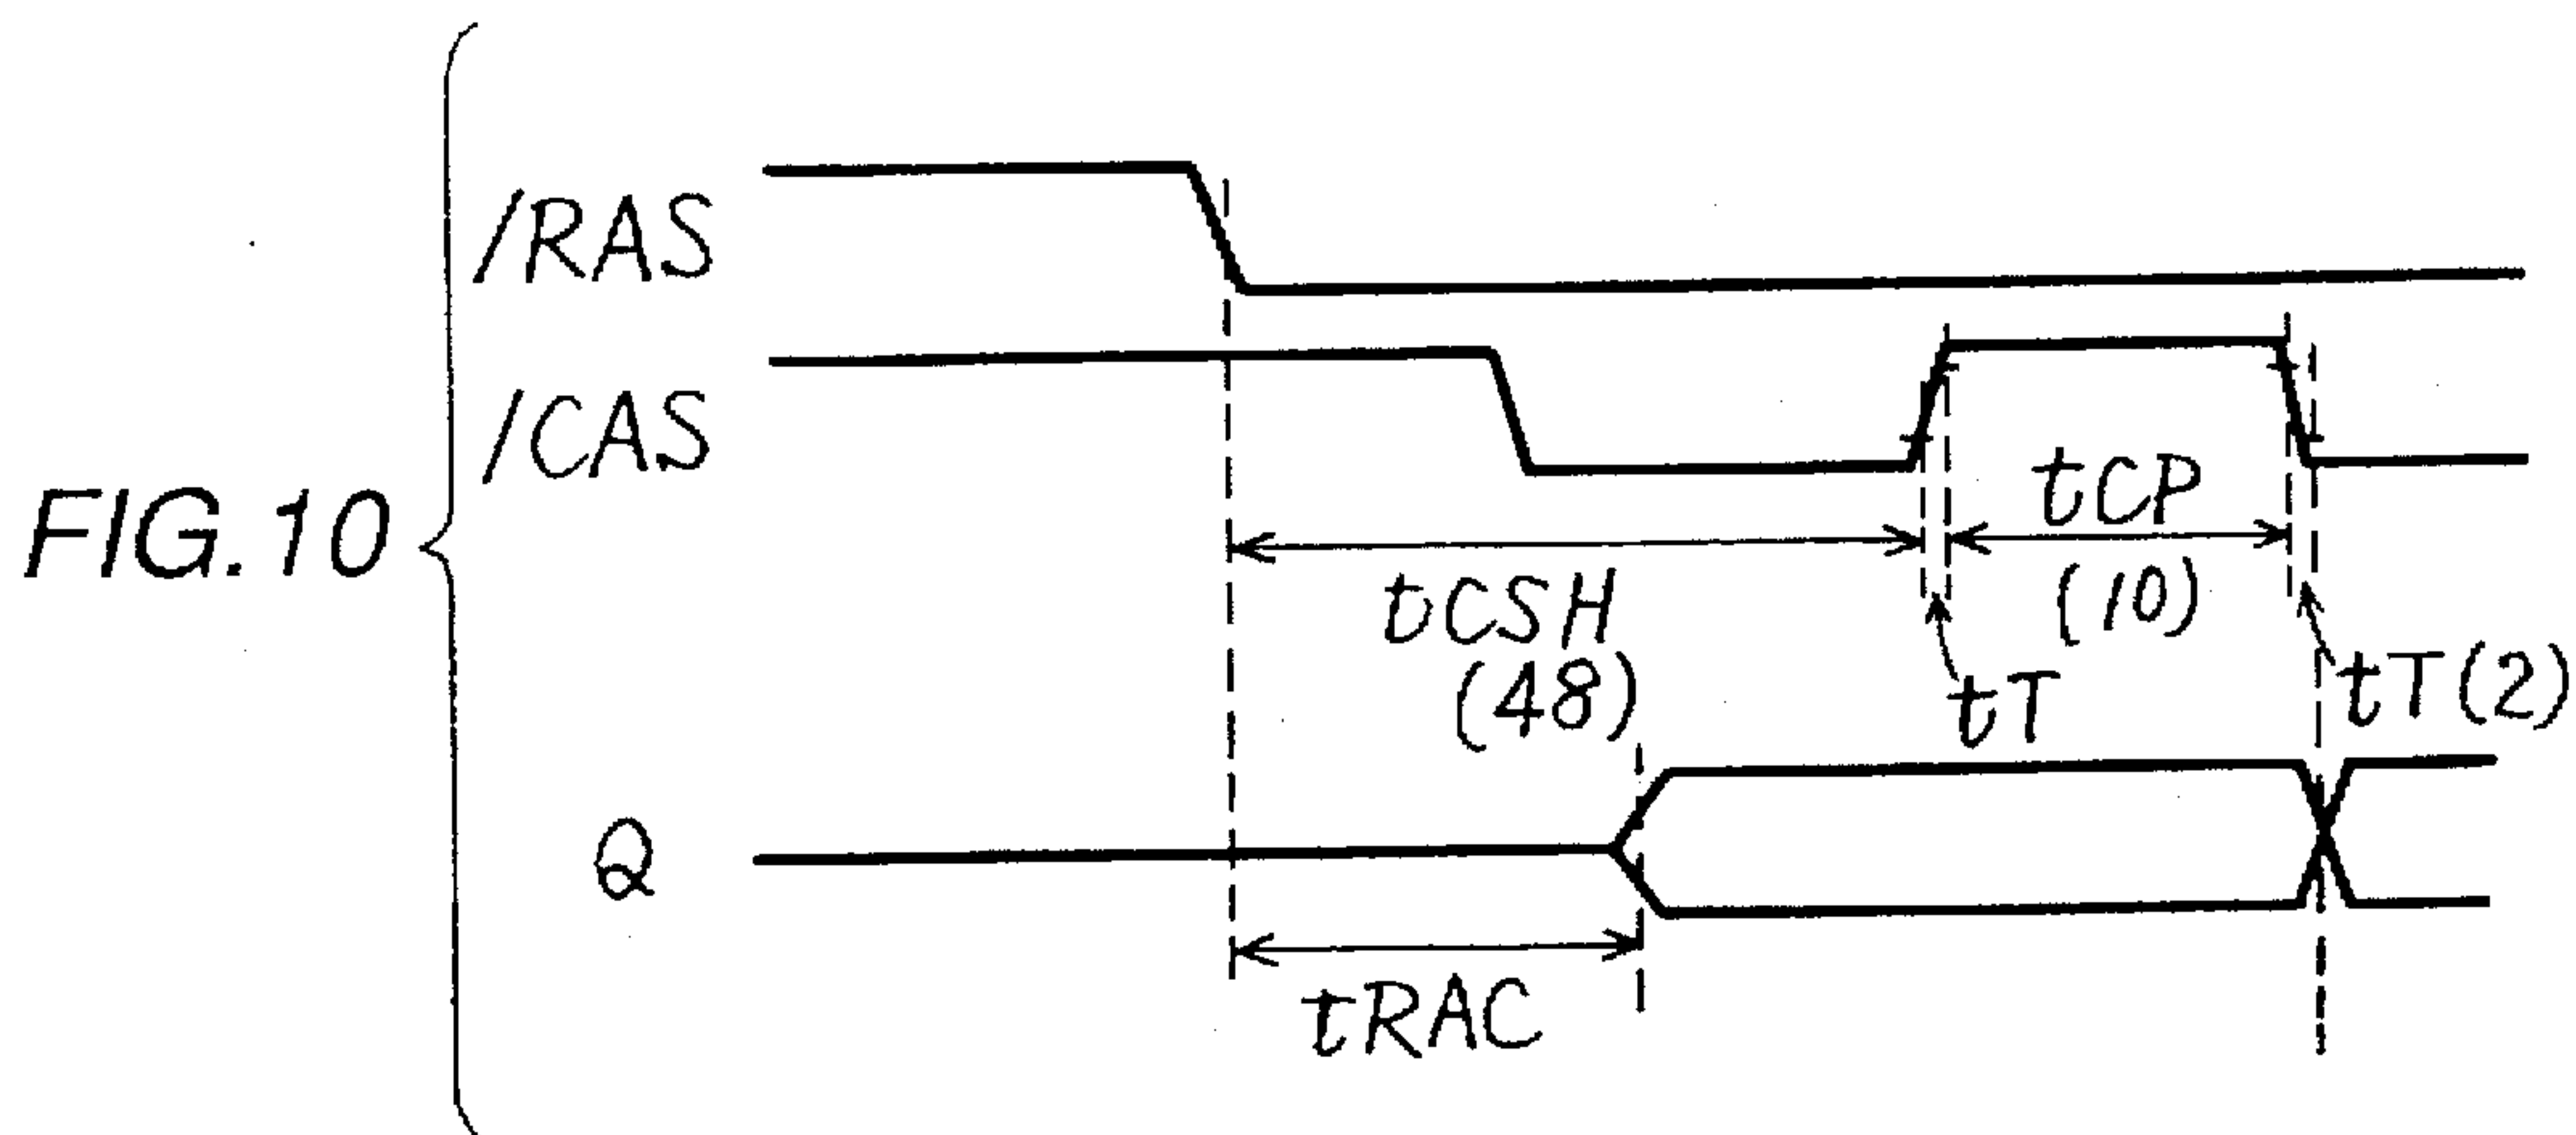 FIG. 10
/RAS
/CAS
tCP
(10)
tCSH
(48)
tT
tT(2)
Q
tRAC